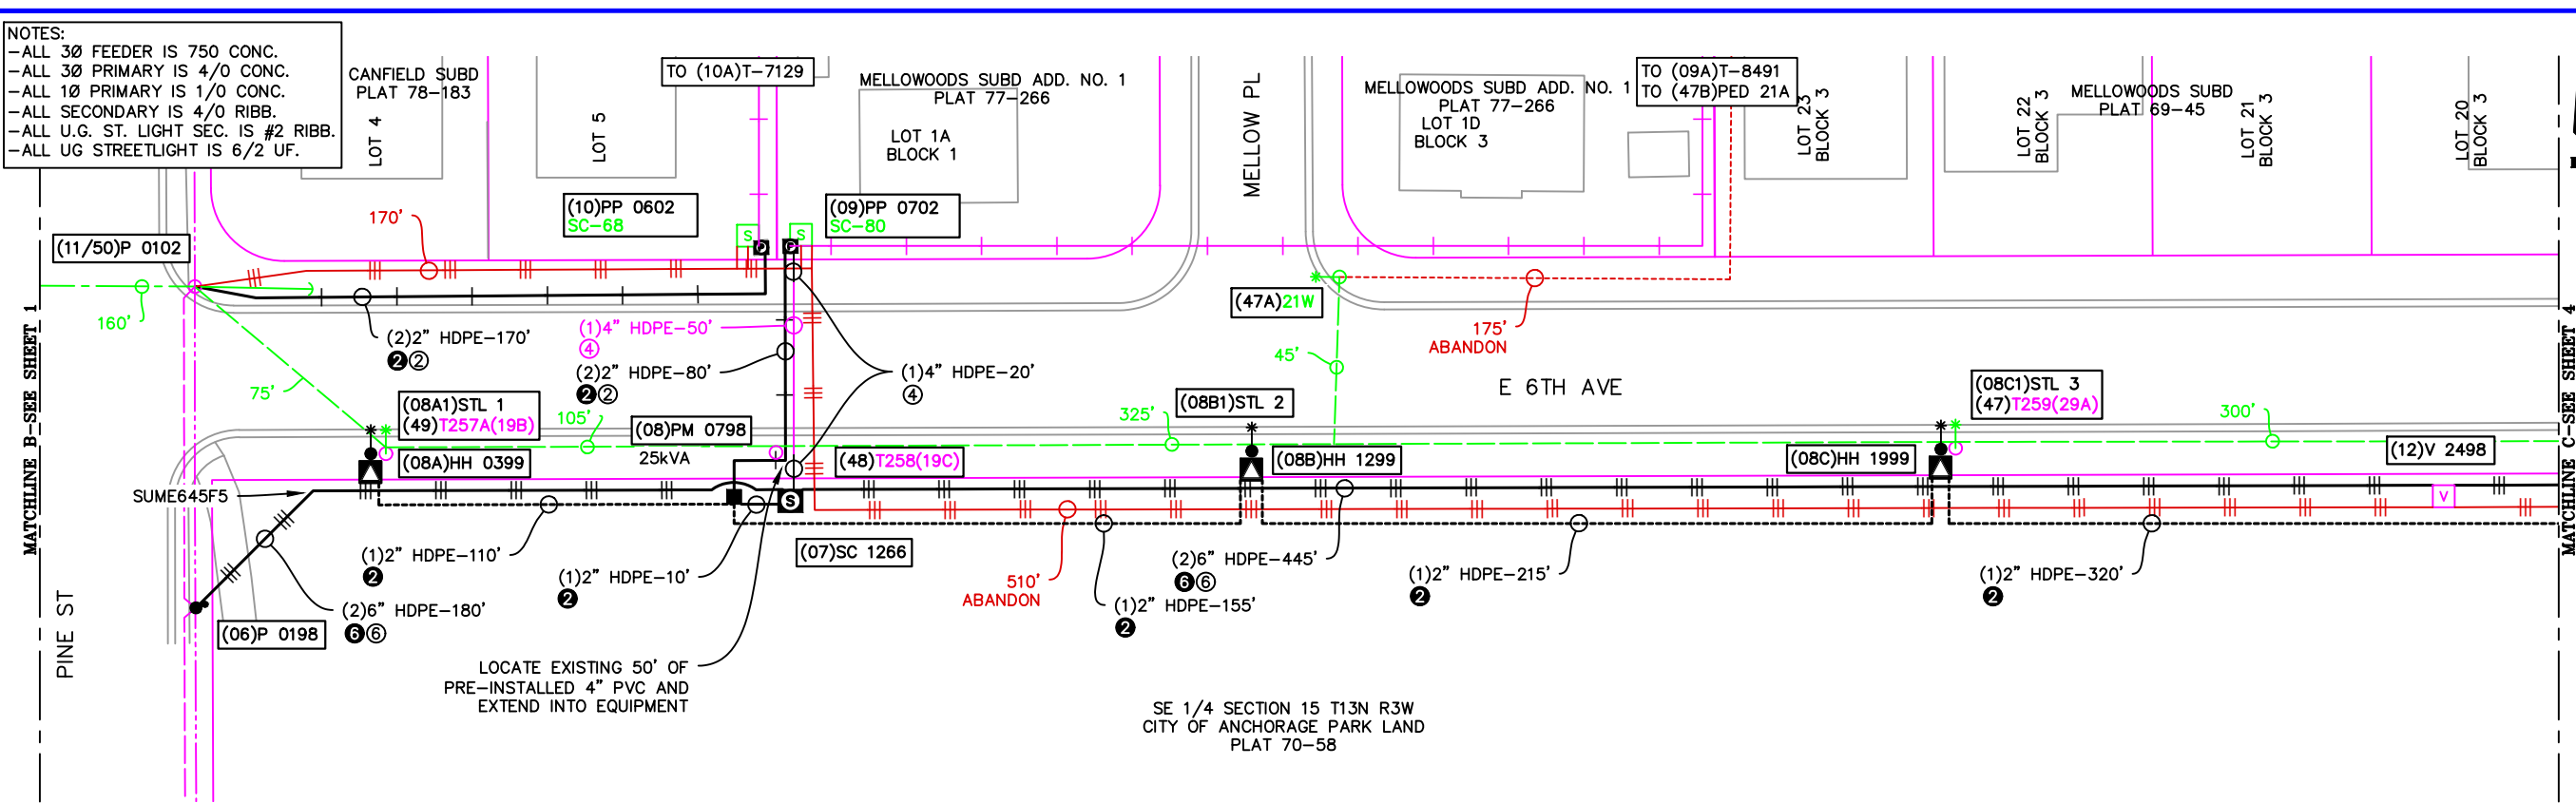 NOTES:
-ALL 3Ø FEEDER IS 750 CONC.
-ALL 3Ø PRIMARY IS 4/0 CONC.
-ALL 1Ø PRIMARY IS 1/0 CONC.
-ALL SECONDARY IS 4/0 RIBB.
-ALL U.G. ST. LIGHT SEC. IS #2 RIBB.
-ALL UG STREETLIGHT IS 6/2 UF.
CANFIELD SUBD
PLAT 78-183
LOT 4
LOT 5
TO (10A)T-7129
MELLOWOODS SUBD ADD. NO. 1
PLAT 77-266
LOT 1A
BLOCK 1
MELLOW PL
MELLOWOODS SUBD ADD. NO. 1
PLAT 77-266
LOT 1D
BLOCK 3
TO (09A)T-8491
TO (47B)PED 21A
LOT 23
BLOCK 3
LOT 22
BLOCK 3
MELLOWOODS SUBD
PLAT 69-45
LOT 21
BLOCK 3
LOT 20
BLOCK 3
(11/50)P 0102
170'
(10)PP 0602
SC-68
S
S
(09)PP 0702
SC-80
160'
(2)2" HDPE-170'
2 2
(1)4" HDPE-50'
4
(2)2" HDPE-80'
2 2
(1)4" HDPE-20'
4
(47A)21W
45'
175'
ABANDON
E 6TH AVE
MATCHLINE B-SEE SHEET 1
MATCHLINE C-SEE SHEET 4
75'
(08A1)STL 1
(49)T257A(19B)
105'
(08)PM 0798
25kVA
(08A)HH 0399
(48)T258(19C)
325'
(08B1)STL 2
(08B)HH 1299
(08C1)STL 3
(47)T259(29A)
(08C)HH 1999
300'
(12)V 2498
V
SUME645F5
S
(1)2" HDPE-110'
2
(1)2" HDPE-10'
2
(07)SC 1266
510'
ABANDON
(2)6" HDPE-445'
6 6
(1)2" HDPE-155'
2
(1)2" HDPE-215'
2
(1)2" HDPE-320'
2
(2)6" HDPE-180'
6 6
(06)P 0198
PINE ST
LOCATE EXISTING 50' OF
PRE-INSTALLED 4" PVC AND
EXTEND INTO EQUIPMENT
SE 1/4 SECTION 15 T13N R3W
CITY OF ANCHORAGE PARK LAND
PLAT 70-58